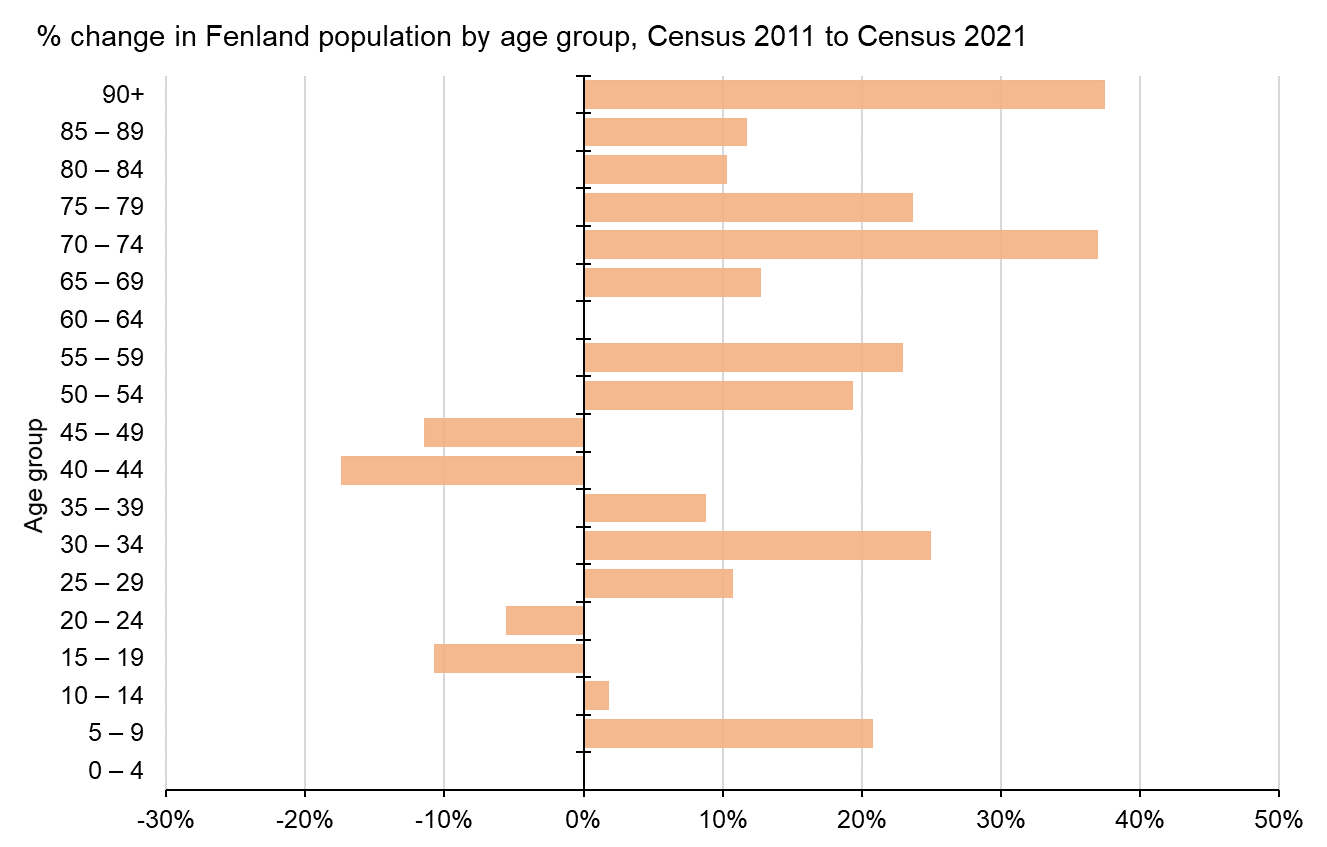 % change in Fenland population by age group, Census 2011 to Census 2021
90+
85 – 89
80 – 84
75 – 79
70 – 74
65 – 69
60 – 64
55 – 59
50 – 54
45 – 49
40 – 44
35 – 39
30 – 34
25 – 29
20 – 24
15 – 19
10 – 14
5 – 9
0 – 4
Age group
-30%
-20%
-10%
0%
10%
20%
30%
40%
50%